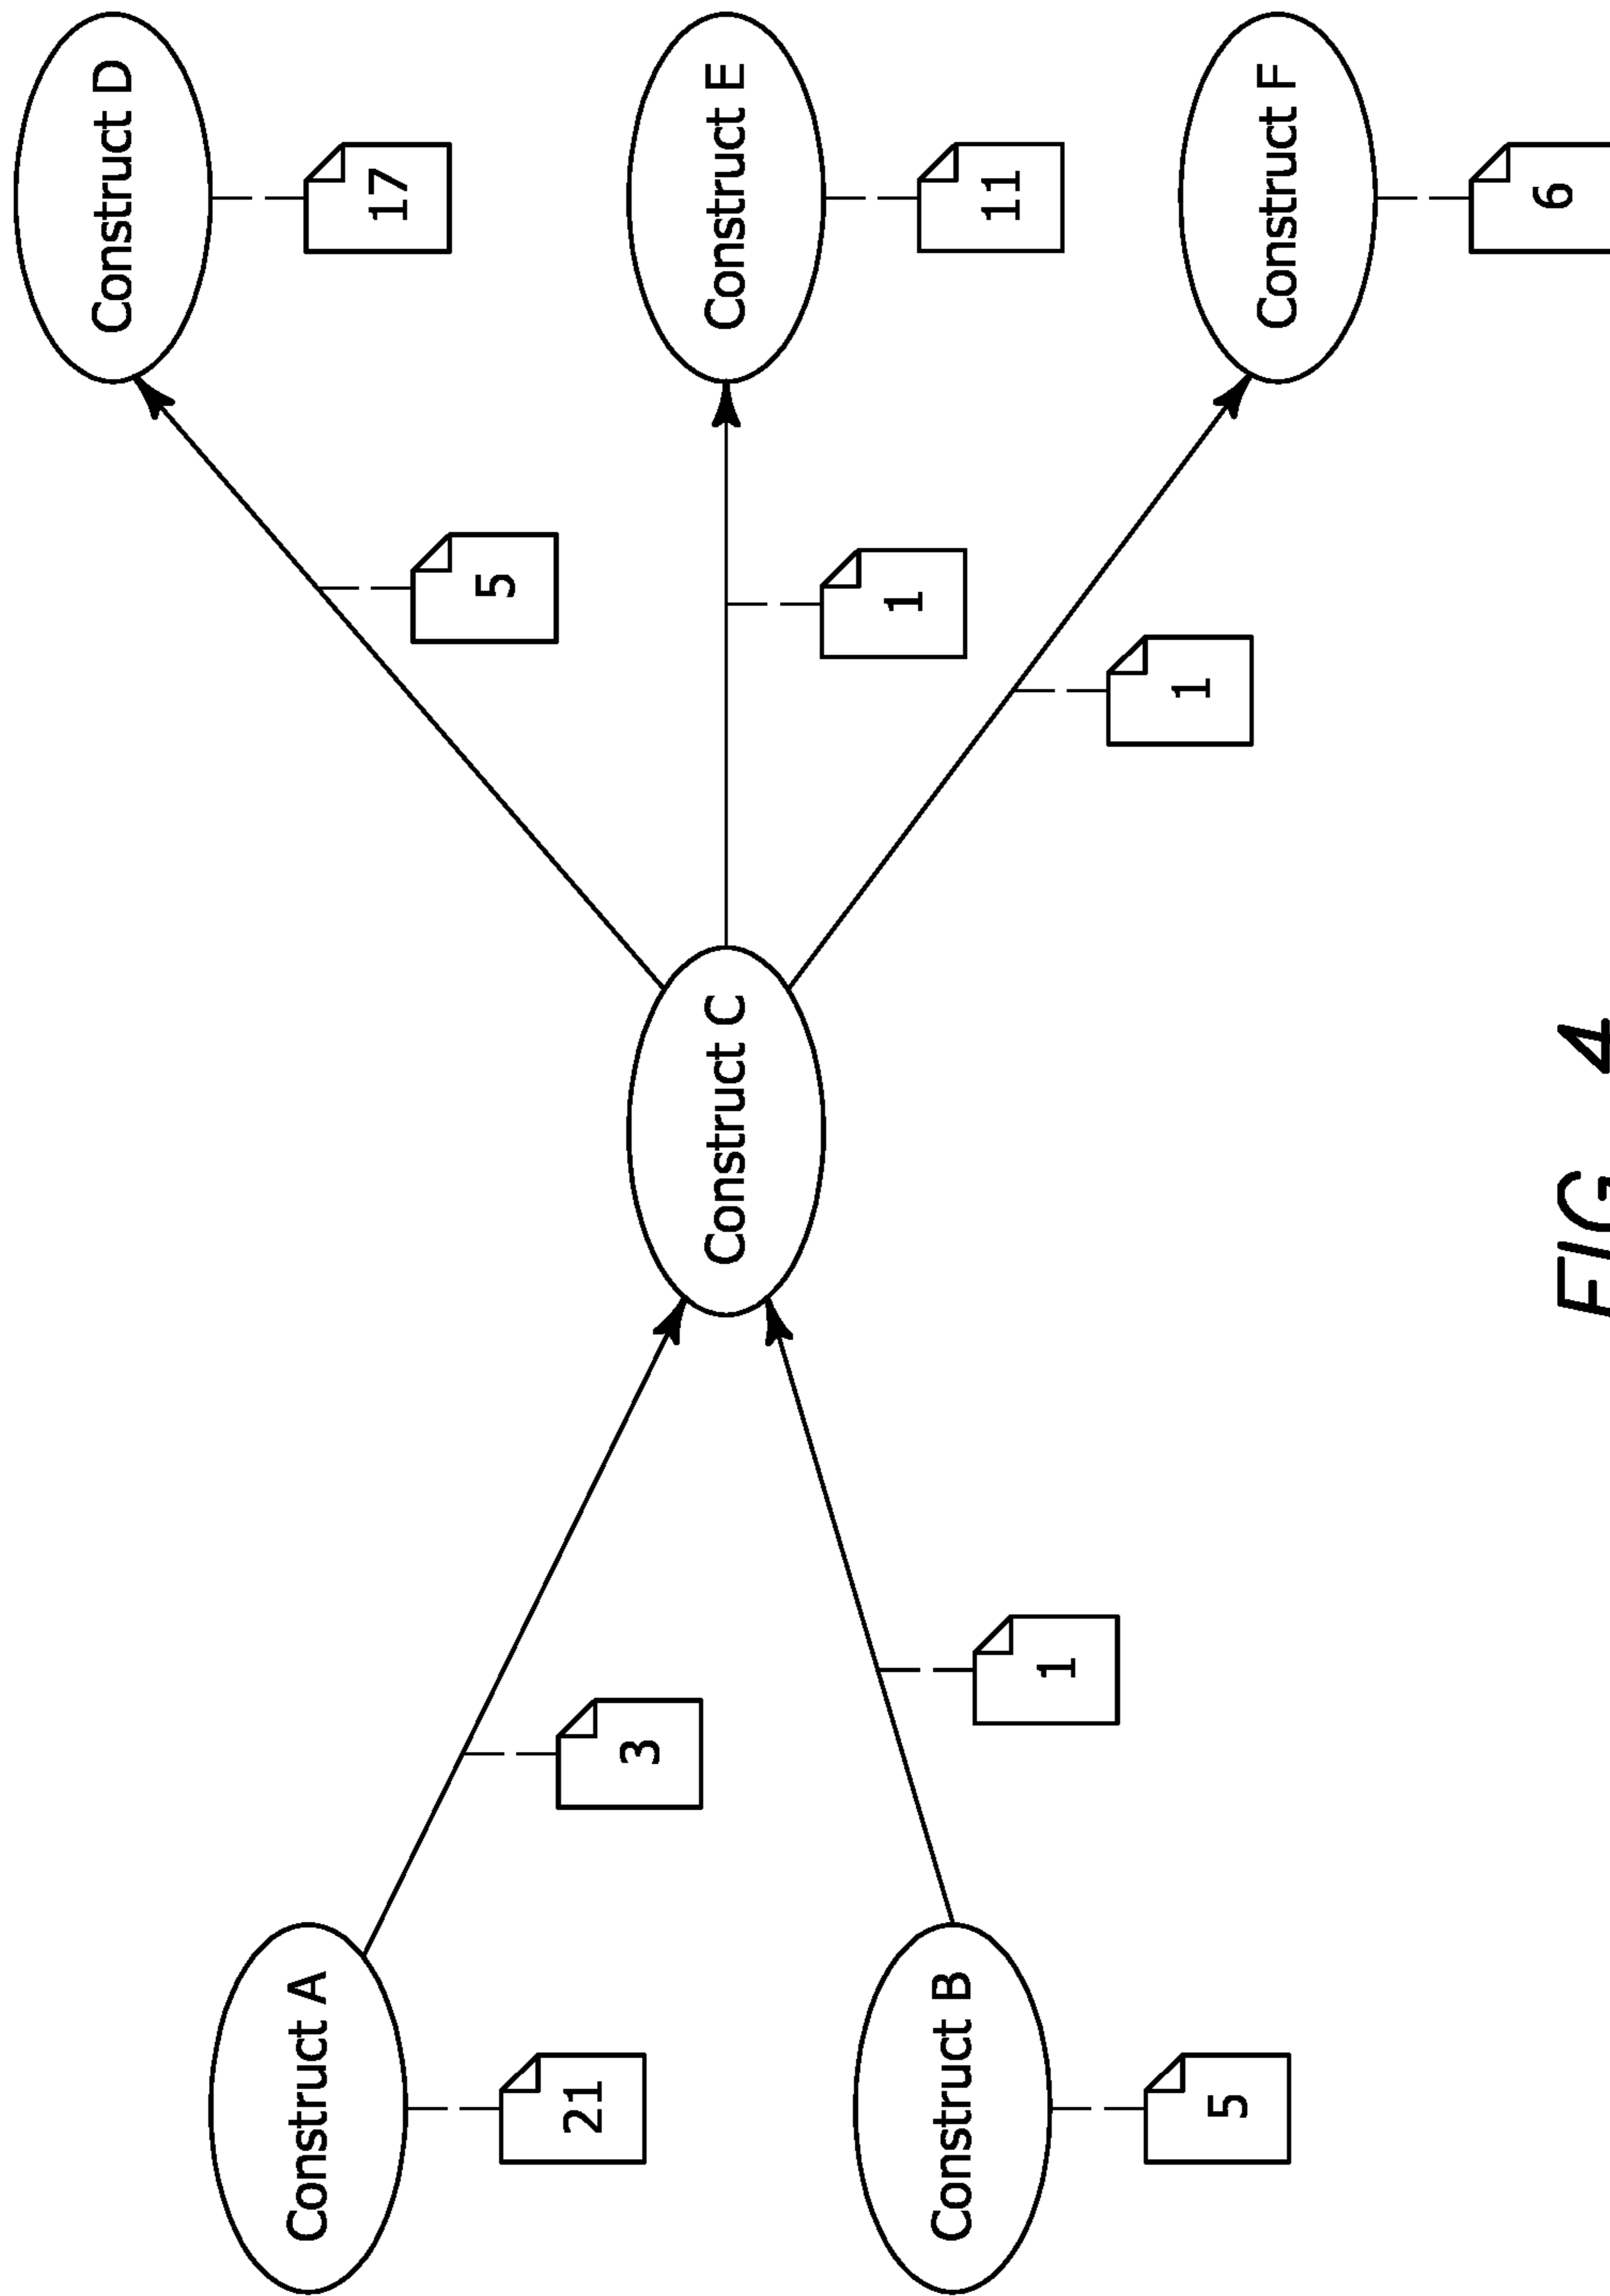 Construct D
Construct A
17
5
21
3
Construct C
Construct E
1
Construct B
11
1
1
5
Construct F
6
FIG 4